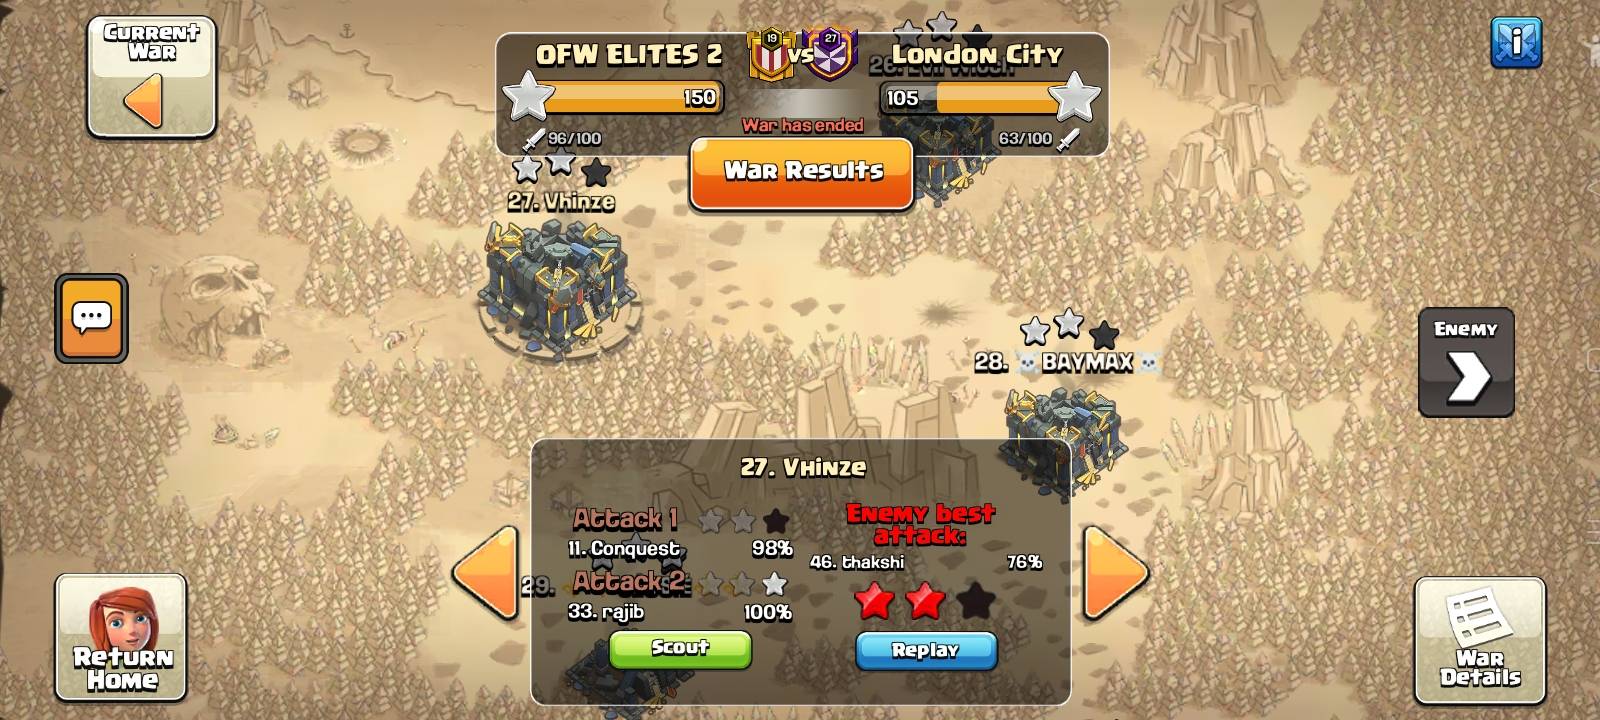 Current
War
OFW ELITES 2
19
vs
27
London City
150
105
War has ended
96/100
63/100
War Results
27. Vhinze
Enemy
28. ☠️BAYMAX☠️
27. Vhinze
Attack 1
11. Conquest
98%
29.
Attack 2
33. rajib
100%
Scout
Enemy best
attack:
46. thakshi
76%
Replay
Return
Home
War
Details